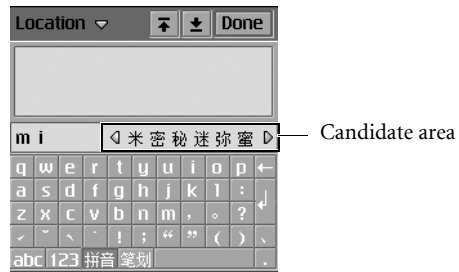 Location Done
m i 米 密 秘 迷 弥 蜜 Candidate area
q w e r t y u i o p ←
a s d f g h j k l :
z x c v b n m , 。 ? ↲
ˊ ˇ ˋ ˙ ! ; “ ” ( ) 、
abc 123 拼音 笔划 .